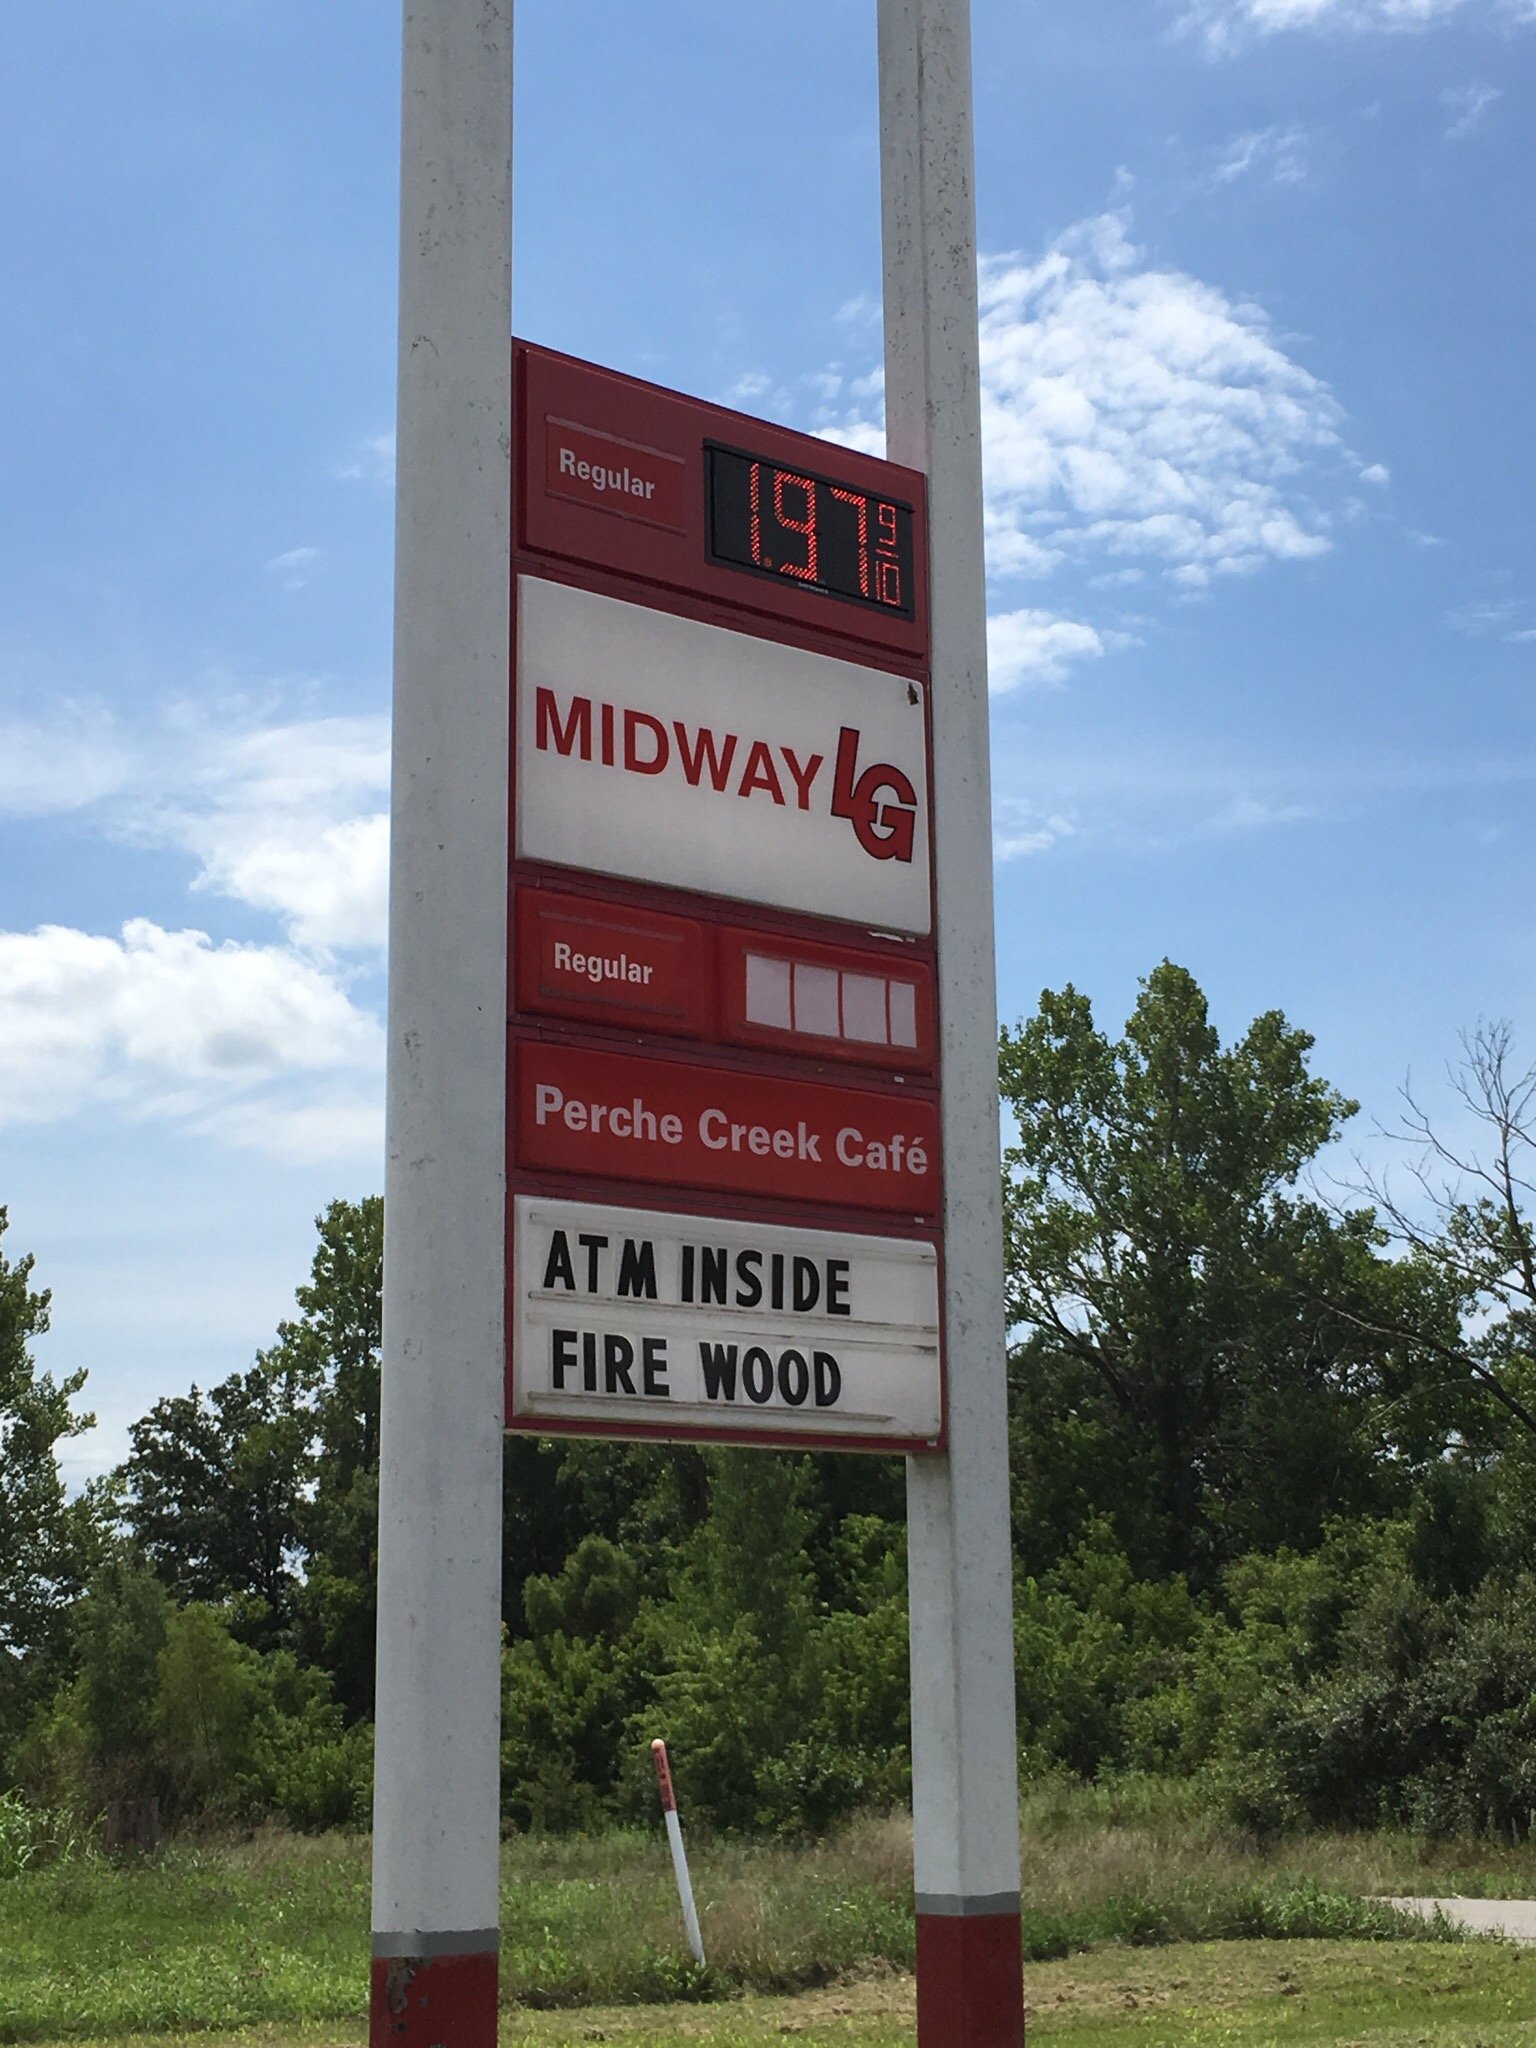 Regular 1.97 9/10
MIDWAY LG
Regular
Perche Creek Café
ATM INSIDE
FIRE WOOD